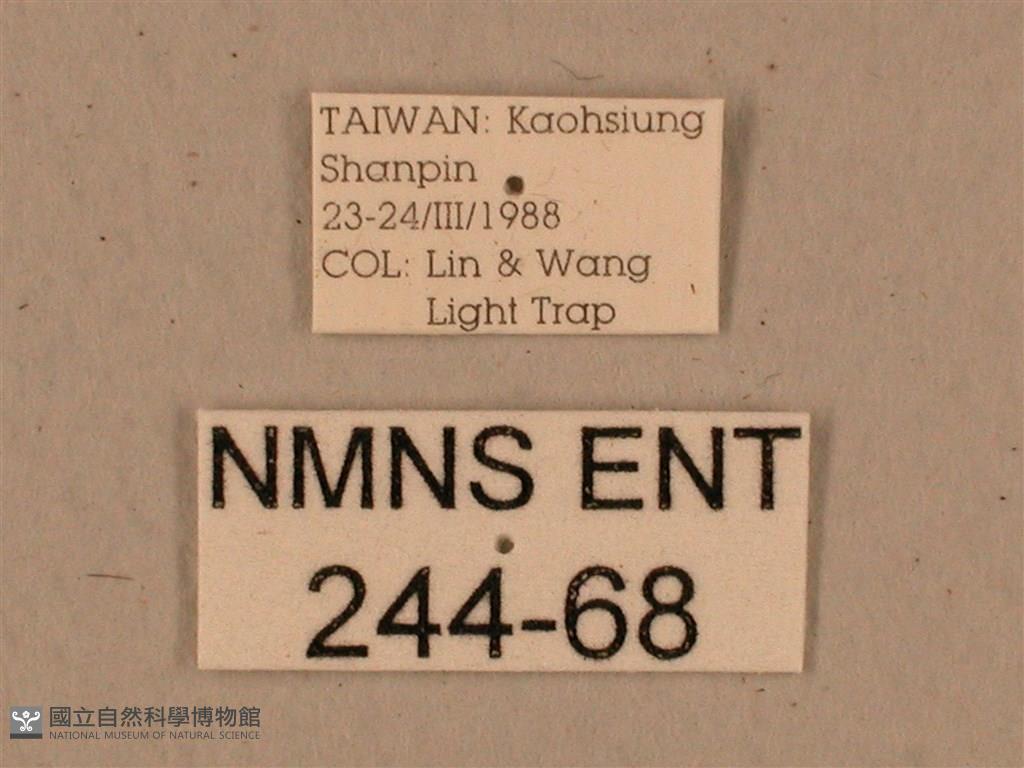 TAIWAN: Kaohsiung
Shanpin
23-24/III/1988
COL: Lin & Wang
Light Trap
NMNS ENT
244-68
國立自然科學博物館
NATIONAL MUSEUM OF NATURAL SCIENCE